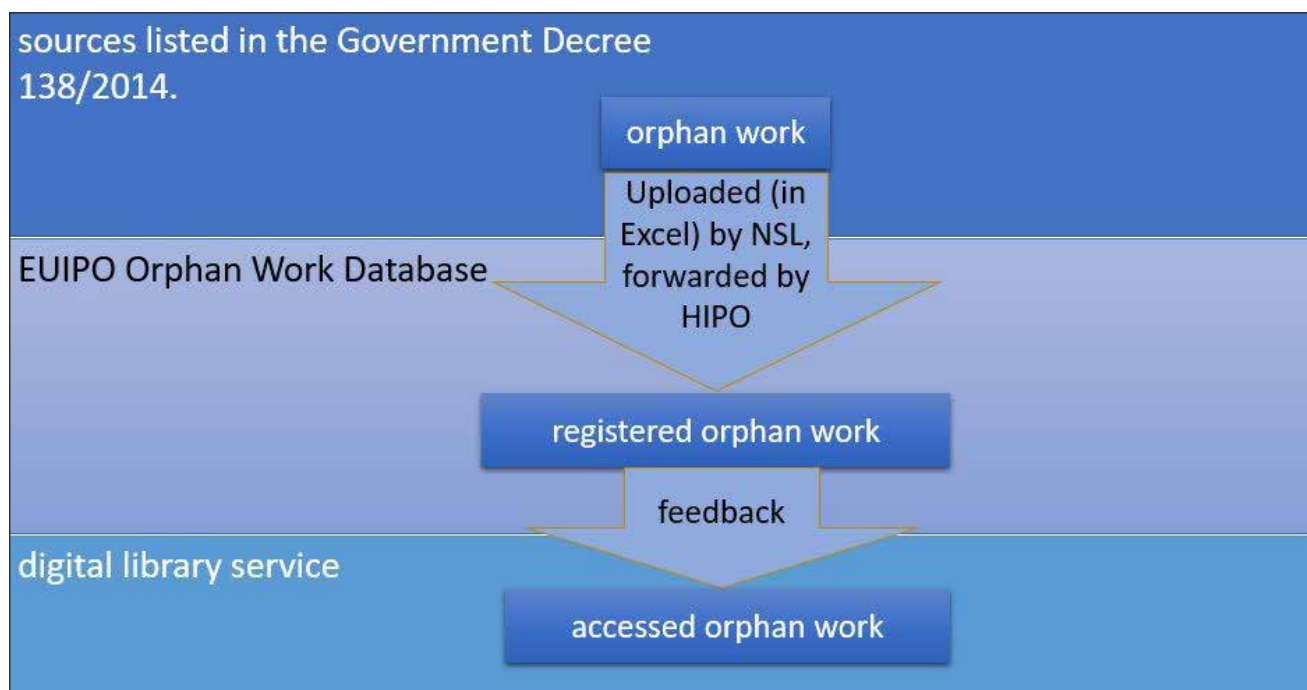 sources listed in the Government Decree
138/2014.
orphan work
Uploaded (in
Excel) by NSL,
forwarded by
HIPO
EUIPO Orphan Work Database
registered orphan work
feedback
digital library service
accessed orphan work